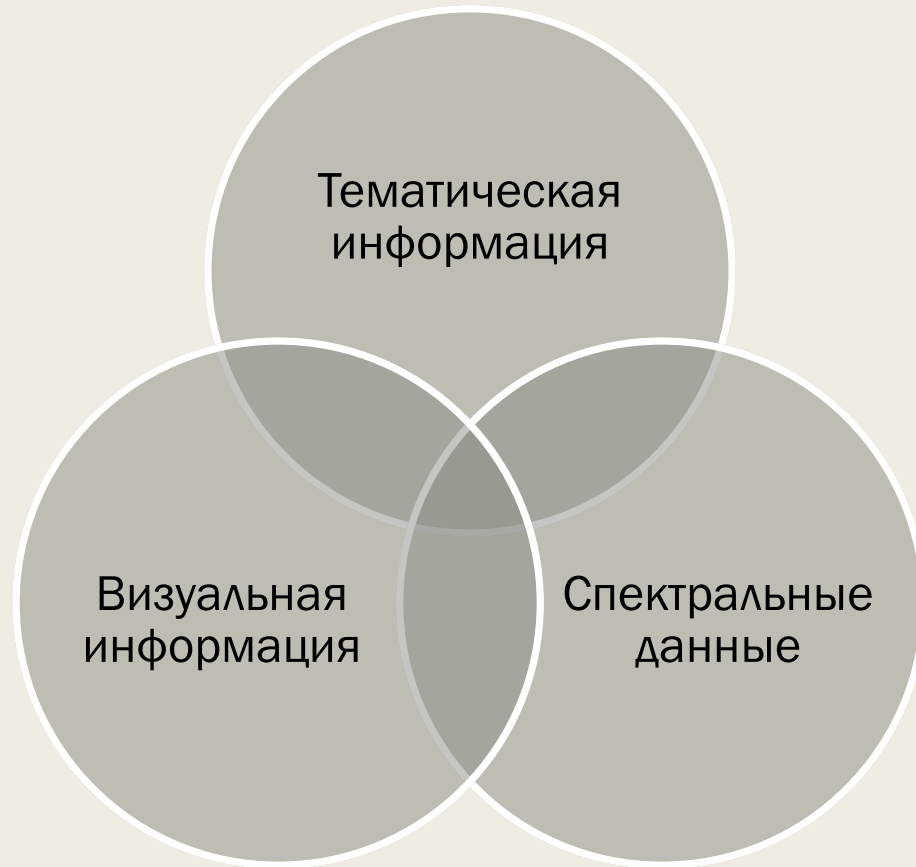 Тематическая
информация
Визуальная
информация
Спектральные
данные